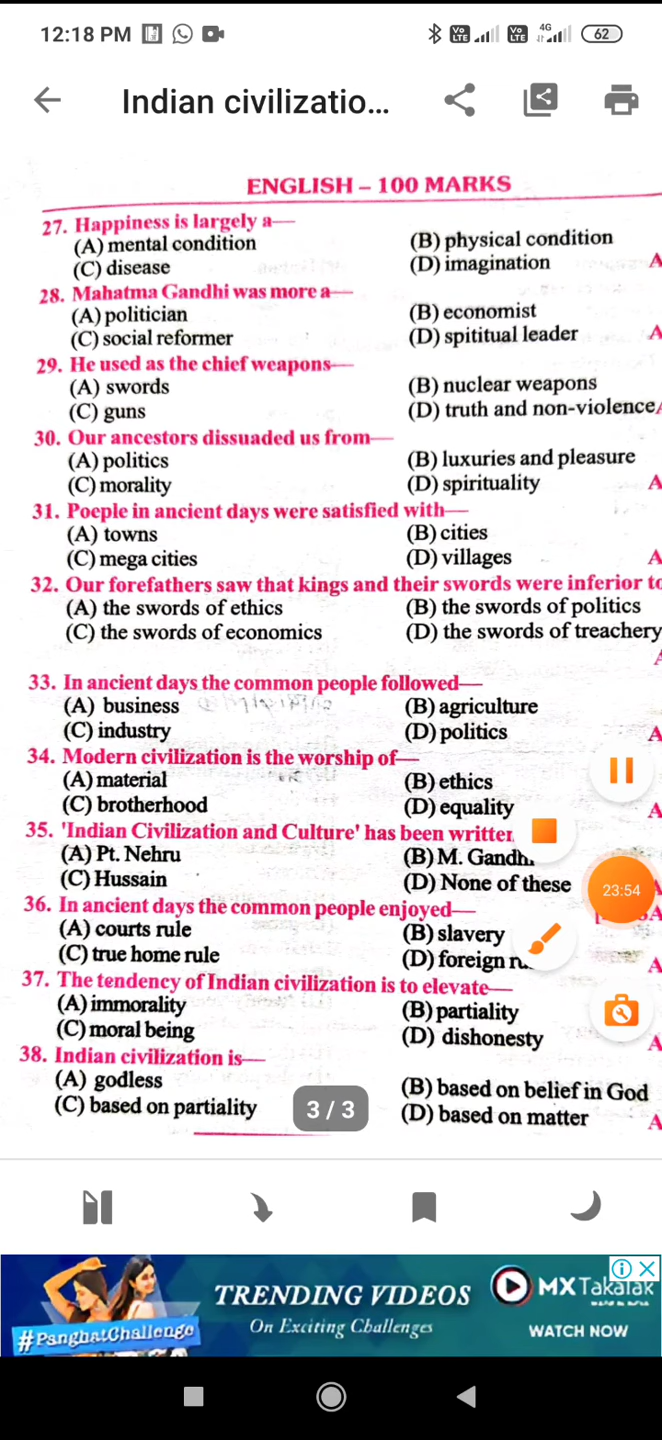 12:18 PM
Vo LTE Vo LTE 4G 62
Indian civilizatio...
ENGLISH – 100 MARKS
27. Happiness is largely a—
(A) mental condition (B) physical condition
(C) disease (D) imagination A
28. Mahatma Gandhi was more a—
(A) politician (B) economist
(C) social reformer (D) spititual leader A
29. He used as the chief weapons—
(A) swords (B) nuclear weapons
(C) guns (D) truth and non-violence
30. Our ancestors dissuaded us from—
(A) politics (B) luxuries and pleasure
(C) morality (D) spirituality A
31. Poeple in ancient days were satisfied with—
(A) towns (B) cities
(C) mega cities (D) villages A
32. Our forefathers saw that kings and their swords were inferior to
(A) the swords of ethics (B) the swords of politics
(C) the swords of economics (D) the swords of treachery
33. In ancient days the common people followed—
(A) business (B) agriculture
(C) industry (D) politics A
34. Modern civilization is the worship of—
(A) material (B) ethics
(C) brotherhood (D) equality A
35. 'Indian Civilization and Culture' has been written
(A) Pt. Nehru (B) M. Gandhi
(C) Hussain (D) None of these
23:54
36. In ancient days the common people enjoyed—
(A) courts rule (B) slavery
(C) true home rule (D) foreign A
37. The tendency of Indian civilization is to elevate—
(A) immorality (B) partiality
(C) moral being (D) dishonesty A
38. Indian civilization is—
(A) godless (B) based on belief in God
(C) based on partiality (D) based on matter A
3 / 3
TRENDING VIDEOS
On Exciting Challenges
#PanghatChallenge
MX Takatak
WATCH NOW